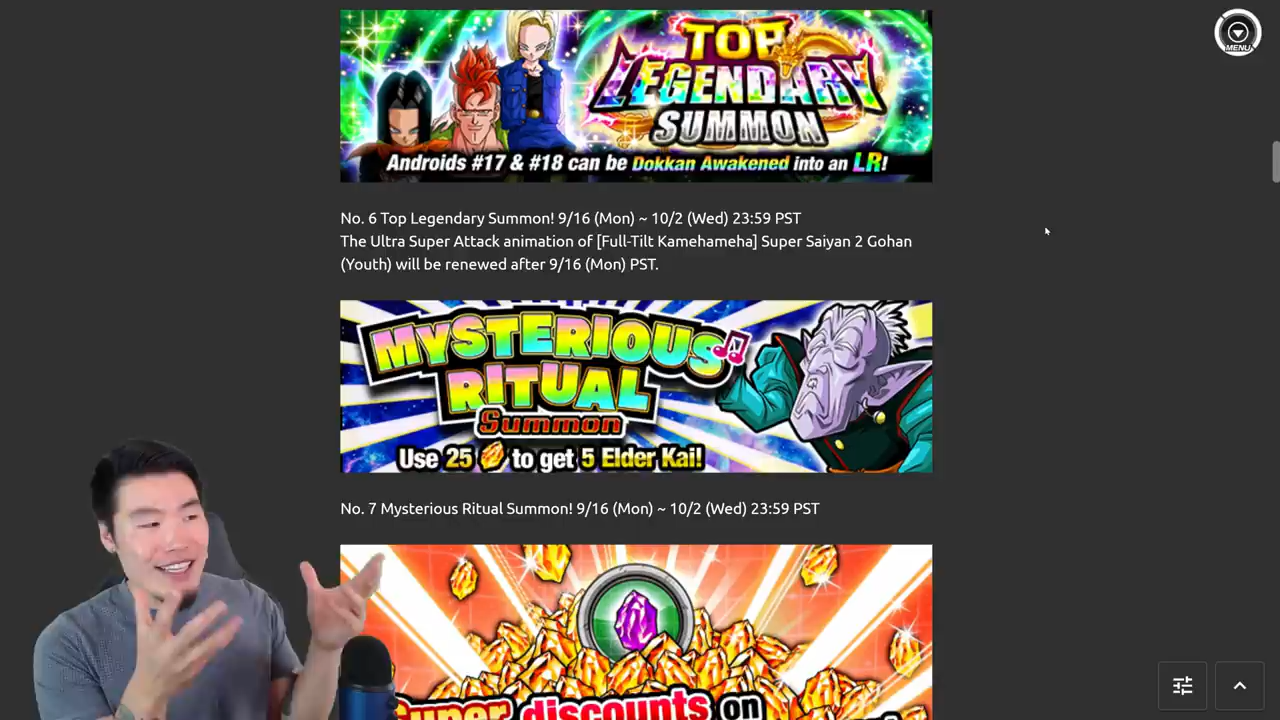 MENU
TOP
LEGENDARY
SUMMON
Androids #17 & #18 can be Dokkan Awakened into an LR!
No. 6 Top Legendary Summon! 9/16 (Mon) ~ 10/2 (Wed) 23:59 PST
The Ultra Super Attack animation of [Full-Tilt Kamehameha] Super Saiyan 2 Gohan
(Youth) will be renewed after 9/16 (Mon) PST.
MYSTERIOUS
RITUAL
Summon
Use 25 to get 5 Elder Kai!
No. 7 Mysterious Ritual Summon! 9/16 (Mon) ~ 10/2 (Wed) 23:59 PST
Super discounts on